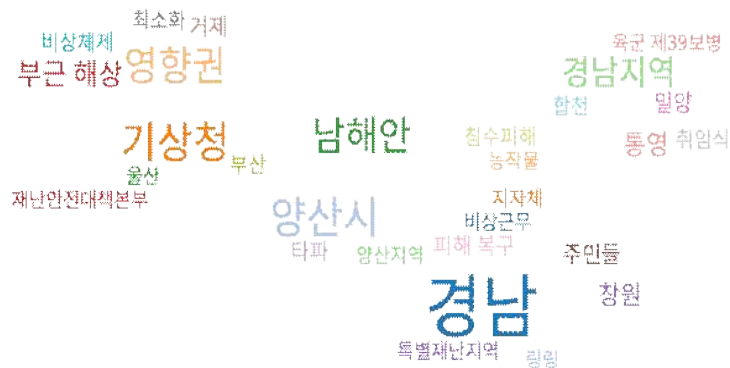 최소화
거제
비상체제
육군 제39보병
부근 해상
영향권
경남지역
합천
밀양
기상청
남해안
침수피해
통영
취임식
부산
농작물
울산
재난안전대책본부
양산시
지자체
비상근무
타파
양산지역
피해 복구
주민들
경남
창원
특별재난지역
링링